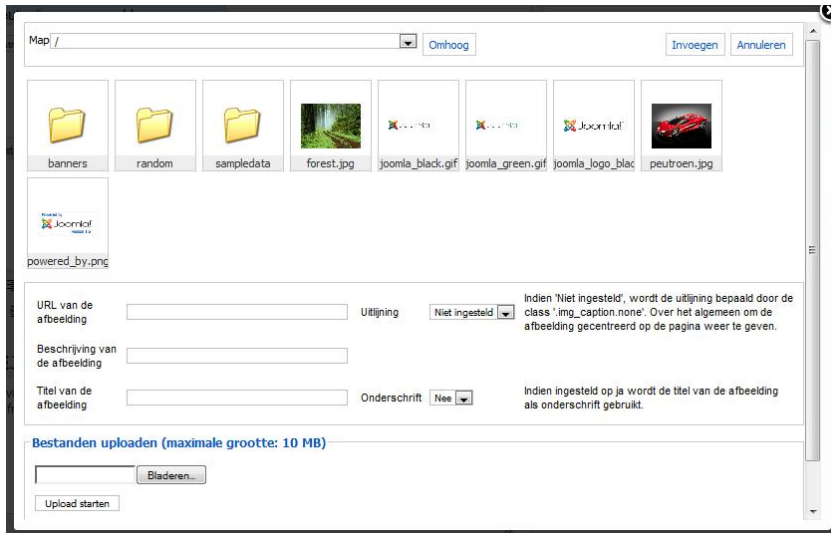 Map / Omhoog Invoegen Annuleren
banners random sampledata forest.jpg joomla_black.gif joomla_green.gif joomla_logo_blac peutroen.jpg
Joomla!
Powered by
Joomla!
powered_by.png
URL van de
afbeelding
Uitlijning Niet ingesteld
Indien 'Niet ingesteld', wordt de uitlijning bepaald door de
class '.img_caption.none'. Over het algemeen om de
afbeelding gecentreerd op de pagina weer te geven.
Beschrijving van
de afbeelding
Titel van de
afbeelding
Onderschrift Nee
Indien ingesteld op ja wordt de titel van de afbeelding
als onderschrift gebruikt.
Bestanden uploaden (maximale grootte: 10 MB)
Bladeren...
Upload starten